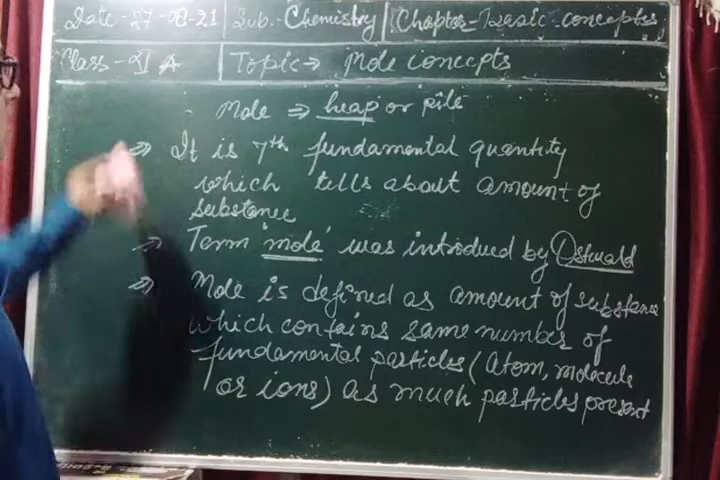 Date - 27-08-21 Sub. - Chemistry Chapter - Basic concepts
Class - XI A Topic → Mole concepts
Mole ⇒ heap or pile
⇒ It is 7th fundamental quantity
which tells about amount of
substance
⇒ Term 'mole' was introdued by Ostwald
⇒ Mole is defined as amount of substance
which contains same number of
fundamental particles (atom, molecule
or ions) as much particles present